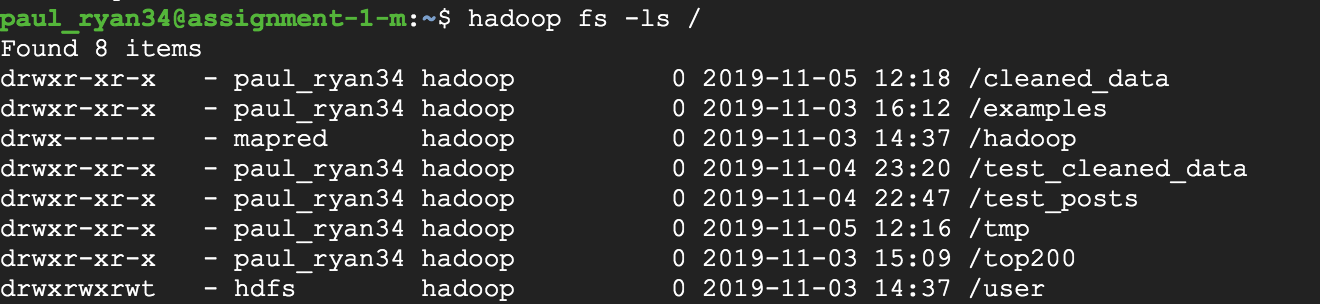 paul_ryan34@assignment-1-m:~$ hadoop fs -ls /
Found 8 items
drwxr-xr-x   - paul_ryan34 hadoop          0 2019-11-05 12:18 /cleaned_data
drwxr-xr-x   - paul_ryan34 hadoop          0 2019-11-03 16:12 /examples
drwx------   - mapred      hadoop          0 2019-11-03 14:37 /hadoop
drwxr-xr-x   - paul_ryan34 hadoop          0 2019-11-04 23:20 /test_cleaned_data
drwxr-xr-x   - paul_ryan34 hadoop          0 2019-11-04 22:47 /test_posts
drwxr-xr-x   - paul_ryan34 hadoop          0 2019-11-05 12:16 /tmp
drwxr-xr-x   - paul_ryan34 hadoop          0 2019-11-03 15:09 /top200
drwxrwxrwt   - hdfs        hadoop          0 2019-11-03 14:37 /user